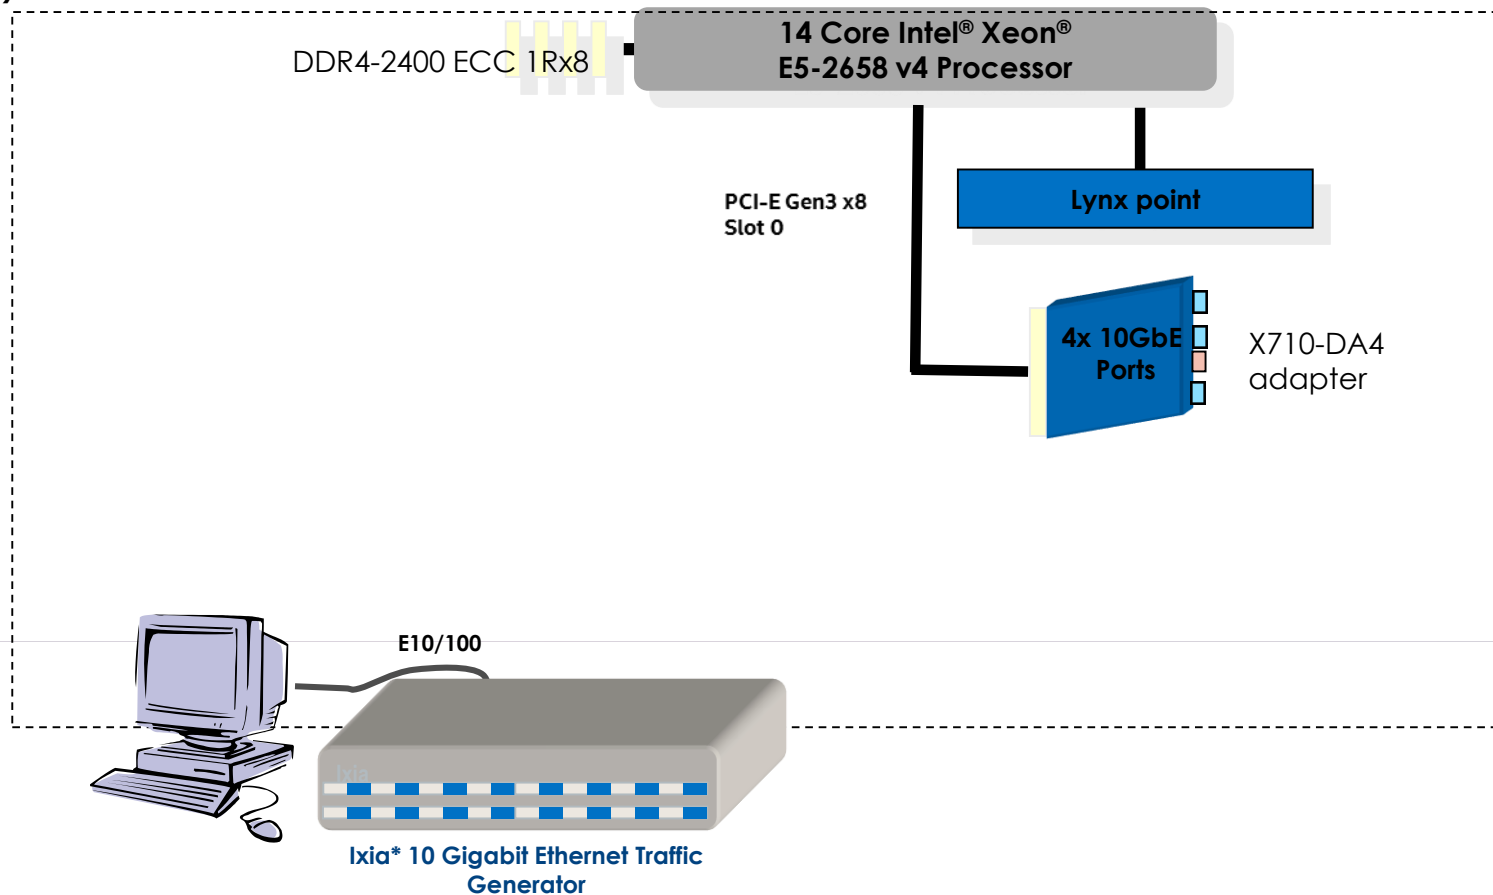 14 Core Intel® Xeon®
E5-2658 v4 Processor
DDR4-2400 ECC 1Rx8
PCI-E Gen3 x8
Slot 0
Lynx point
4x 10GbE
Ports
X710-DA4
adapter
E10/100
Ixia
Ixia* 10 Gigabit Ethernet Traffic
Generator